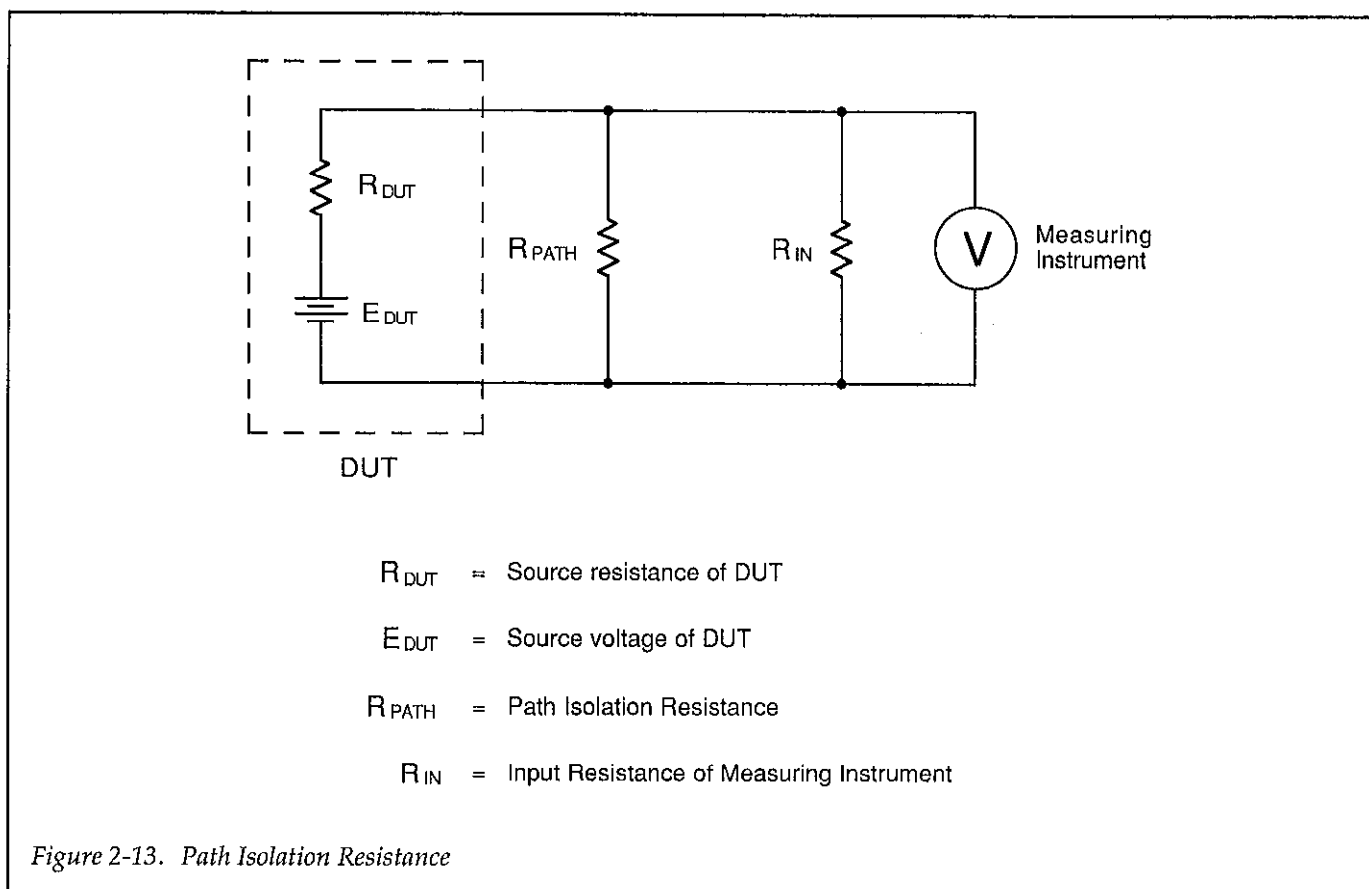 R DUT
E DUT
R PATH
R IN
V
Measuring
Instrument
DUT
R DUT = Source resistance of DUT
E DUT = Source voltage of DUT
R PATH = Path Isolation Resistance
R IN = Input Resistance of Measuring Instrument
Figure 2-13. Path Isolation Resistance